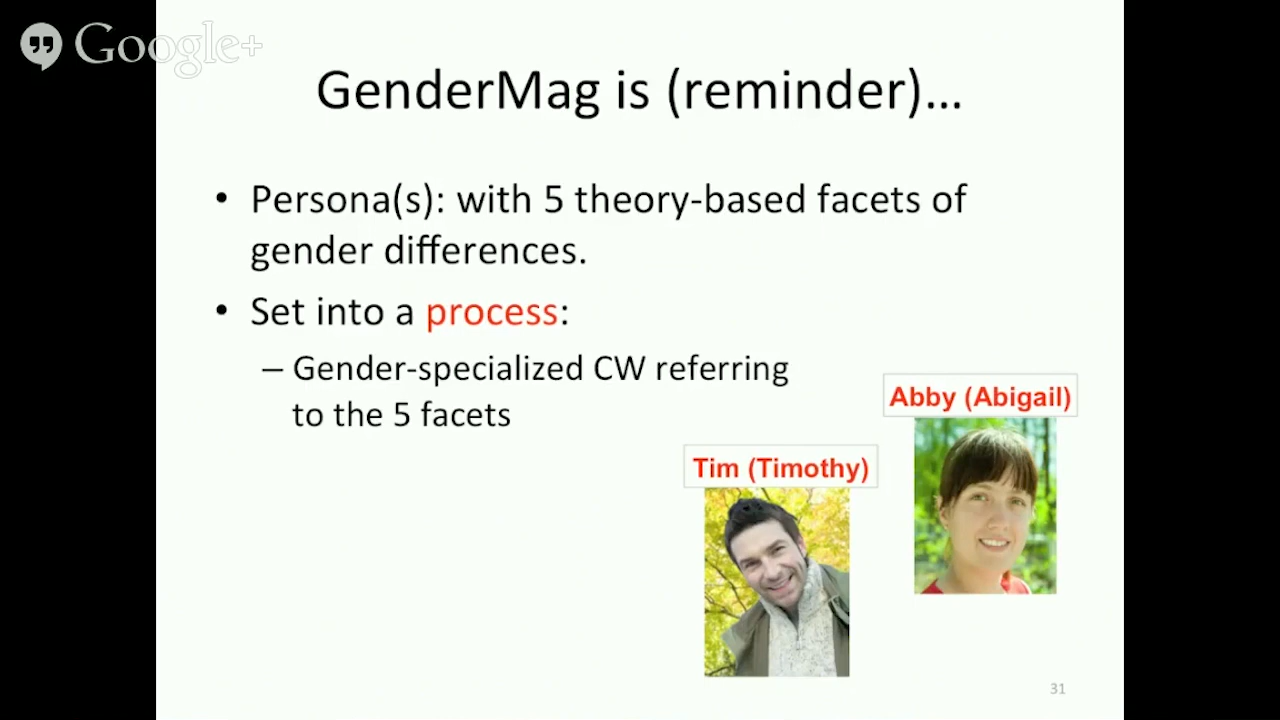 Google+
GenderMag is (reminder)…
• Persona(s): with 5 theory-based facets of
gender differences.
• Set into a process:
– Gender-specialized CW referring
to the 5 facets
Abby (Abigail)
Tim (Timothy)
31